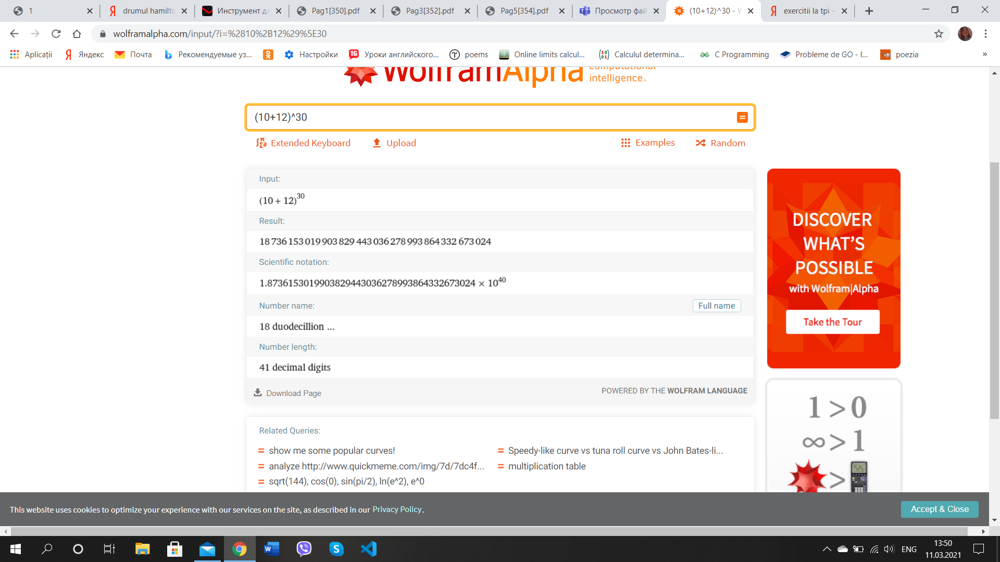 1
drumul hamilto
Инструмент дл
Pag1[350].pdf
Pag3[352].pdf
Pag5[354].pdf
Просмотр фай
(10+12)^30 - W
exercitii la tpi –
wolframalpha.com/input/?i=%2810%2B12%29%5E30
Aplicații
Яндекс
Почта
Рекомендуемые уз...
Настройки
Уроки английского...
poems
Online limits calcul...
Calculul determina...
C Programming
Probleme de GO - I...
poezia
»
WolframAlpha computational
intelligence™
(10+12)^30
Extended Keyboard
Upload
Examples
Random
Input:
(10 + 12)^30
Result:
18 736 153 019 903 829 443 036 278 993 864 332 673 024
Scientific notation:
1.8736153019903829443036278993864332673024 × 10^40
Number name:
Full name
18 duodecillion ...
Number length:
41 decimal digits
Download Page
POWERED BY THE WOLFRAM LANGUAGE
DISCOVER
WHAT'S
POSSIBLE
with Wolfram|Alpha
Take the Tour
1 > 0
∞ > 1
>
Related Queries:
= show me some popular curves!
= Speedy-like curve vs tuna roll curve vs John Bates-li...
= analyze http://www.quickmeme.com/img/7d/7dc4f...
= multiplication table
= sqrt(144), cos(0), sin(pi/2), ln(e^2), e^0
This website uses cookies to optimize your experience with our services on the site, as described in our Privacy Policy.
Accept & Close
ENG
13:50
11.03.2021